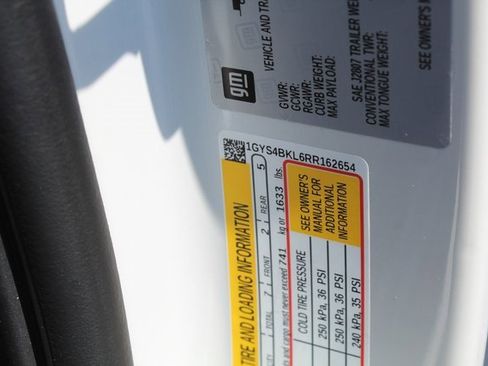 gm
VEHICLE AND
GVWR:
GCWR:
RGAWR:
CURB WEIGHT:
MAX PAYLOAD:
SAE J2807 TRAILER
CONVENTIONAL TWR:
MAX TONGUE WEIGHT:
SEE OWNER'S
1GYS4BKL6RR162654
TIRE AND LOADING INFORMATION
TOTAL 7 FRONT 2 REAR 5
and cargo must never exceed 741 kg or 1633 lbs.
COLD TIRE PRESSURE
SEE OWNER'S
MANUAL FOR
ADDITIONAL
INFORMATION
250 kPa, 36 PSI
250 kPa, 36 PSI
240 kPa, 35 PSI